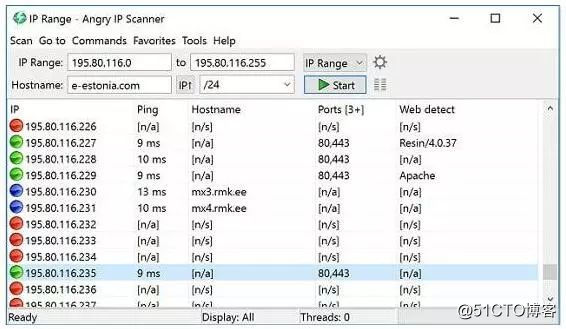 IP Range - Angry IP Scanner
Scan Go to Commands Favorites Tools Help
IP Range: 195.80.116.0 to 195.80.116.255 IP Range
Hostname: e-estonia.com IP↑ /24 Start
IP Ping Hostname Ports [3+] Web detect
195.80.116.226 [n/a] [n/s] [n/s] [n/s]
195.80.116.227 9 ms [n/a] 80,443 Resin/4.0.37
195.80.116.228 10 ms [n/a] 80,443 [n/a]
195.80.116.229 9 ms [n/a] 80,443 Apache
195.80.116.230 13 ms mx3.rmk.ee [n/a] [n/a]
195.80.116.231 10 ms mx4.rmk.ee [n/a] [n/a]
195.80.116.232 [n/a] [n/s] [n/s] [n/s]
195.80.116.233 [n/a] [n/s] [n/s] [n/s]
195.80.116.234 [n/a] [n/s] [n/s] [n/s]
195.80.116.235 9 ms [n/a] 80,443 [n/a]
195.80.116.236 [n/a] [n/s] [n/s] [n/s]
195.80.116.237 [n/a] [n/s] [n/s] [n/s]
Ready Display: All Threads: 0
@51CTO博客